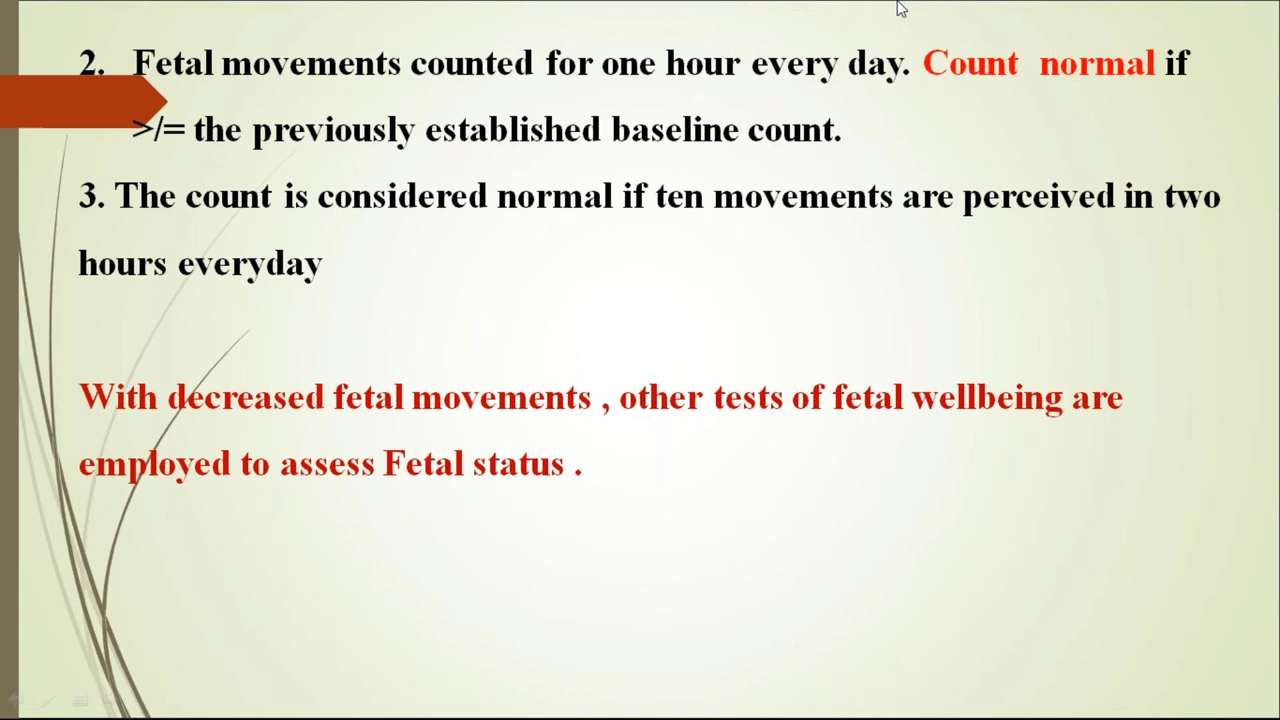 2. Fetal movements counted for one hour every day. Count normal if
>/= the previously established baseline count.
3. The count is considered normal if ten movements are perceived in two
hours everyday
With decreased fetal movements , other tests of fetal wellbeing are
employed to assess Fetal status .